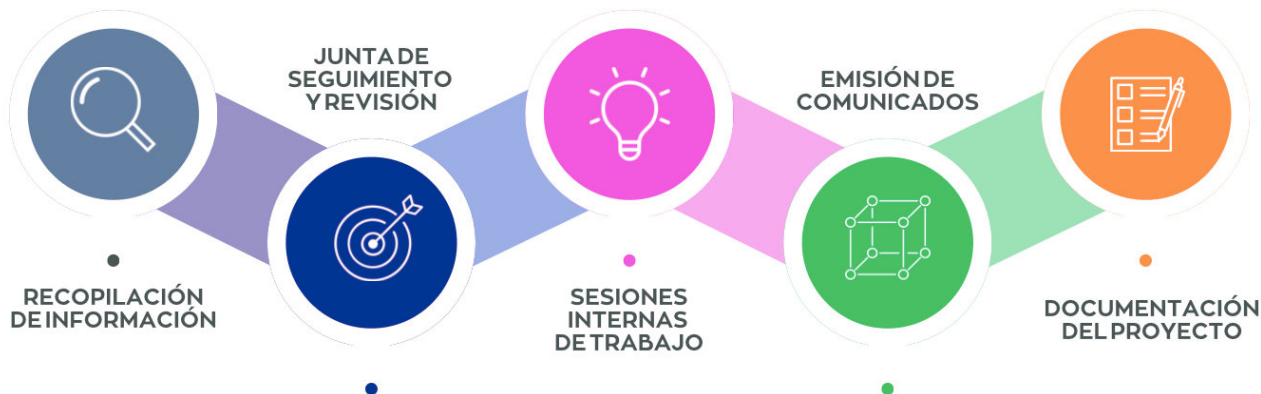 RECOPILACIÓN
DE INFORMACIÓN
JUNTA DE
SEGUIMIENTO
Y REVISIÓN
SESIONES
INTERNAS
DE TRABAJO
EMISIÓN DE
COMUNICADOS
DOCUMENTACIÓN
DEL PROYECTO